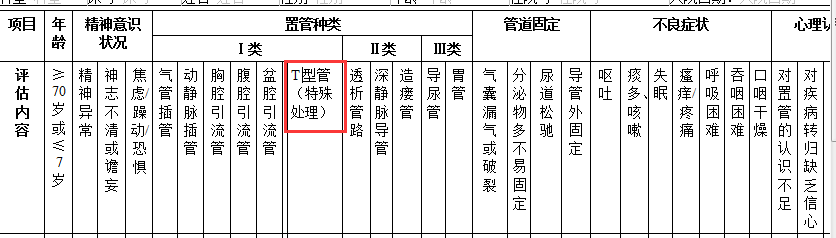 项目
年龄
精神意识状况
置管种类
管道固定
不良症状
心理认
I 类
II 类
III类
评估内容
≥70岁或≤7岁
精神异常
神志不清或谵妄
焦虑/躁动/恐惧
气管插管
动静脉插管
胸腔引流管
腹腔引流管
盆腔引流管
T型管
（特殊
处理）
透析管路
深静脉导管
造瘘管
导尿管
胃管
气囊漏气或破裂
分泌物多不易固定
尿道松驰
导管外固定
呕吐
痰多、咳嗽
失眠
瘙痒/疼痛
呼吸困难
吞咽困难
口咽干燥
对置管的认识不足
对疾病转归缺乏信心